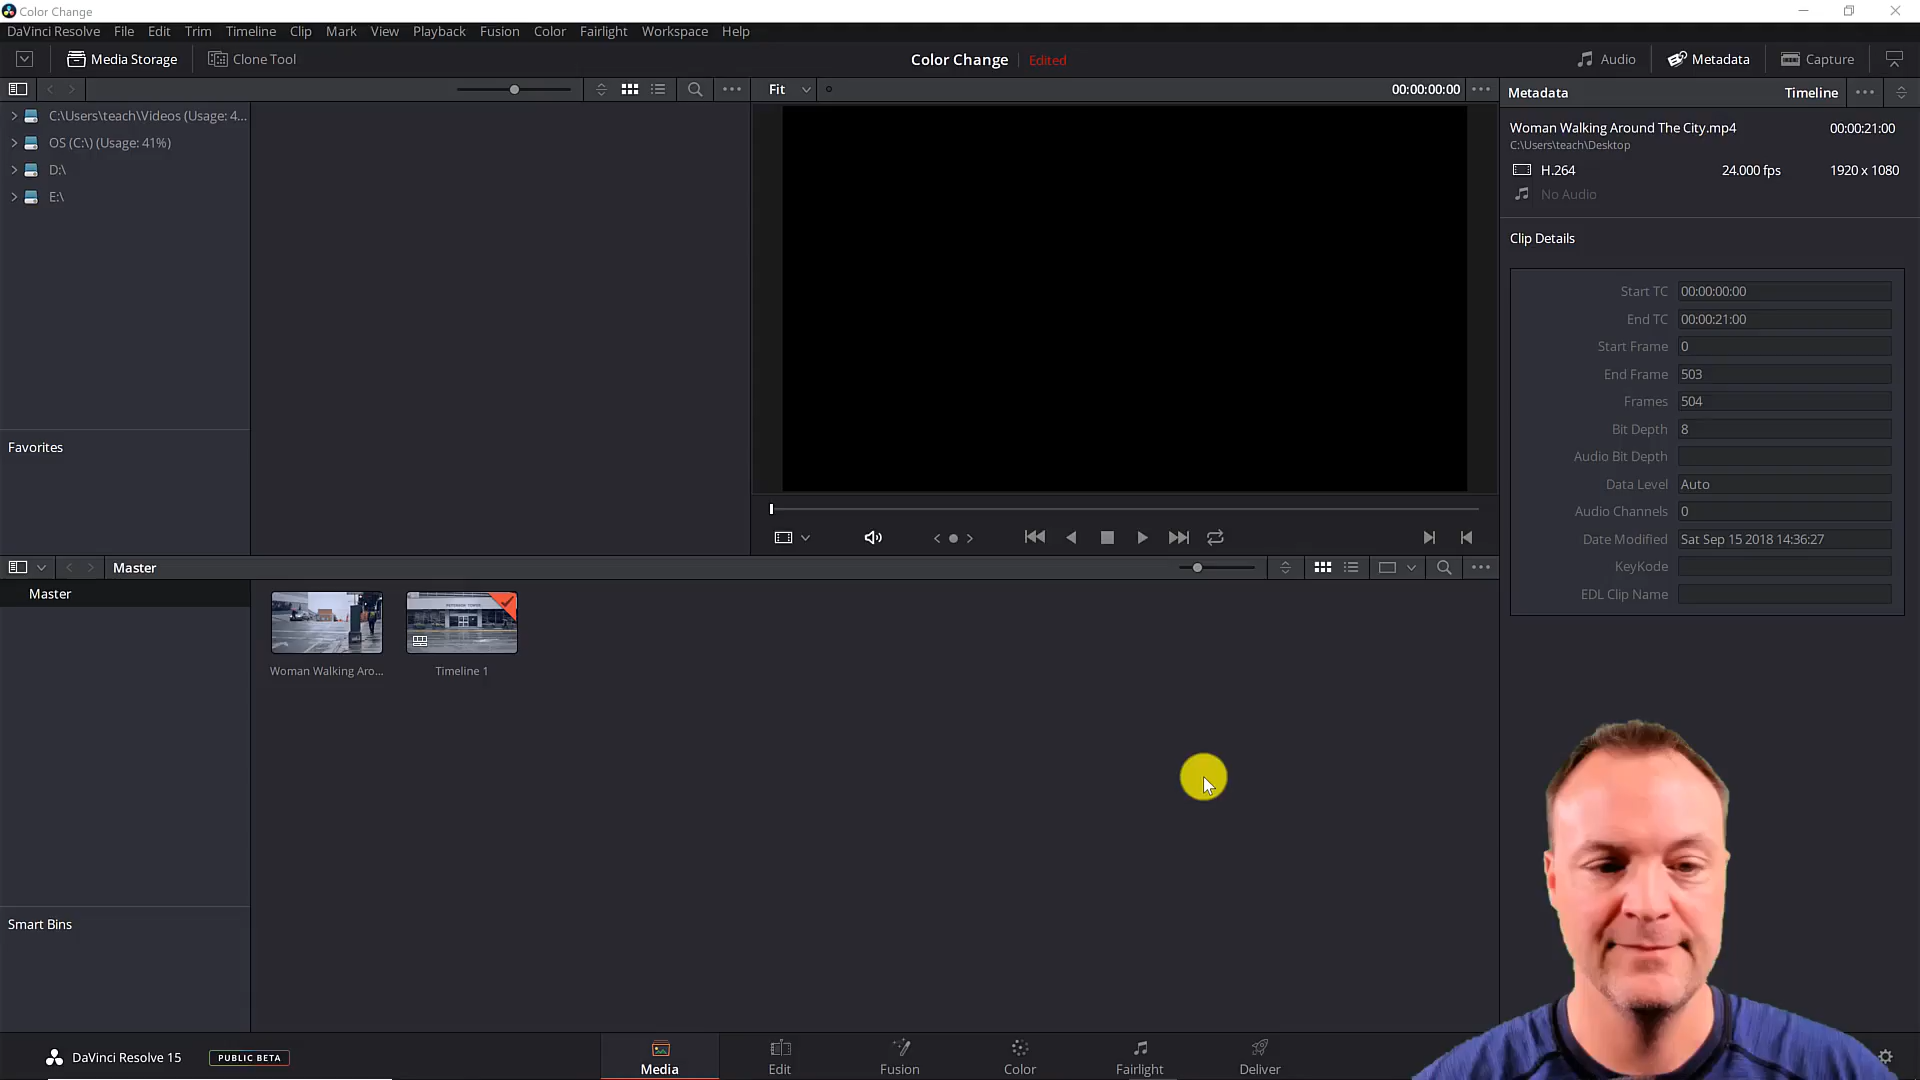 Color Change
DaVinci Resolve File Edit Trim Timeline Clip Mark View Playback Fusion Color Fairlight Workspace Help
Media Storage Clone Tool Color Change Edited Audio Metadata Capture
Fit 00:00:00:00 Metadata Timeline
C:\Users\teach\Videos (Usage: 4...
OS (C:\) (Usage: 41%)
D:\
E:\
Woman Walking Around The City.mp4 00:00:21:00
C:\Users\teach\Desktop
H.264 24.000 fps 1920 x 1080
No Audio
Clip Details
Start TC 00:00:00:00
End TC 00:00:21:00
Start Frame 0
End Frame 503
Frames 504
Bit Depth 8
Audio Bit Depth
Data Level Auto
Audio Channels 0
Date Modified Sat Sep 15 2018 14:36:27
KeyKode
EDL Clip Name
Favorites
Master
Master
Woman Walking Aro...
Timeline 1
Smart Bins
DaVinci Resolve 15 PUBLIC BETA
Media Edit Fusion Color Fairlight Deliver